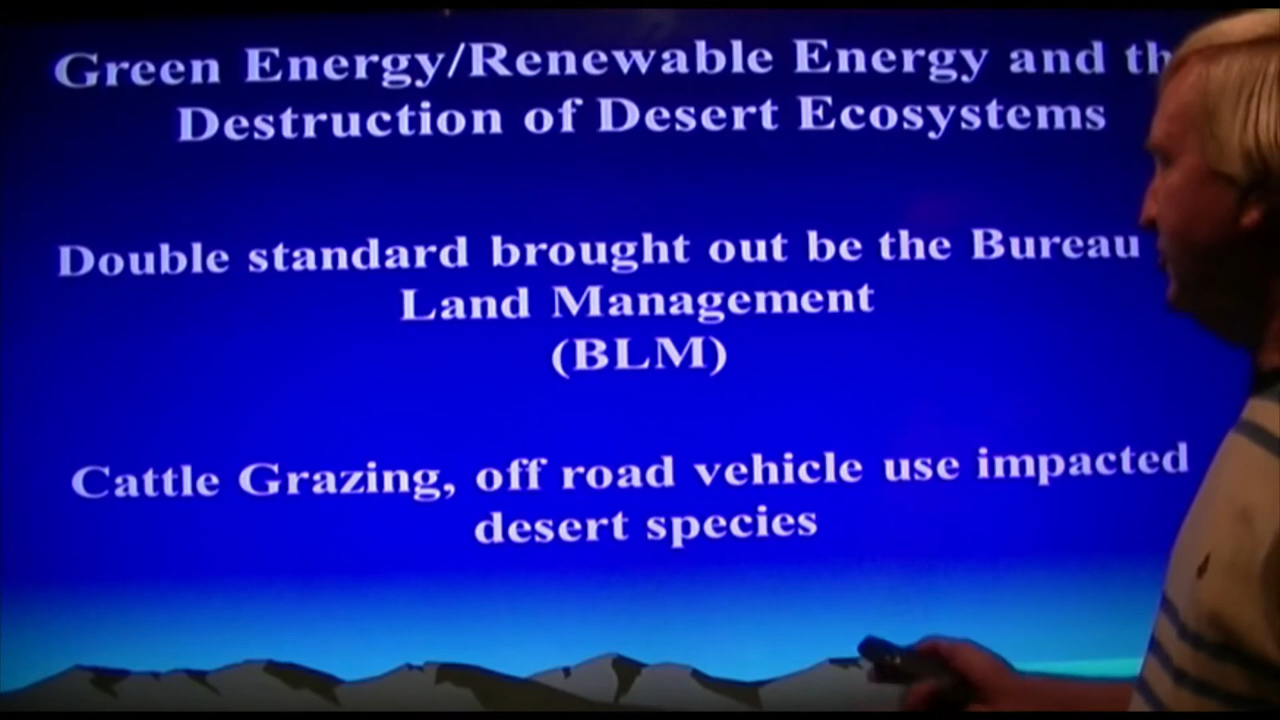 Green Energy/Renewable Energy and th
Destruction of Desert Ecosystems
Double standard brought out be the Bureau
Land Management
(BLM)
Cattle Grazing, off road vehicle use impacted
desert species